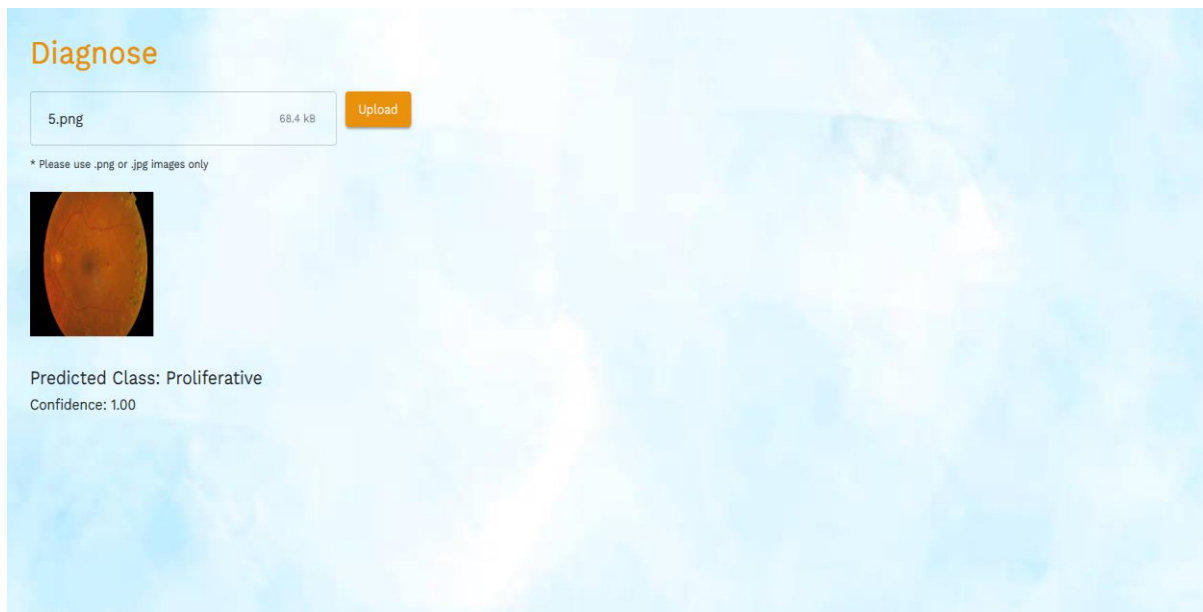 Diagnose
5.png 68.4 kB Upload
* Please use .png or .jpg images only
Predicted Class: Proliferative
Confidence: 1.00